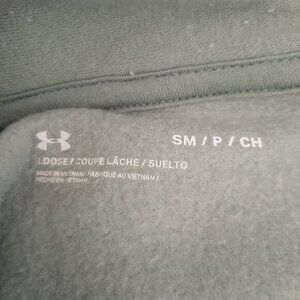 SM / P / CH
LOOSE / COUPE LÂCHE / SUELTO
MADE IN VIETNAM / FABRIQUÉ AU VIETNAM /
HECHO EN VIETNAM